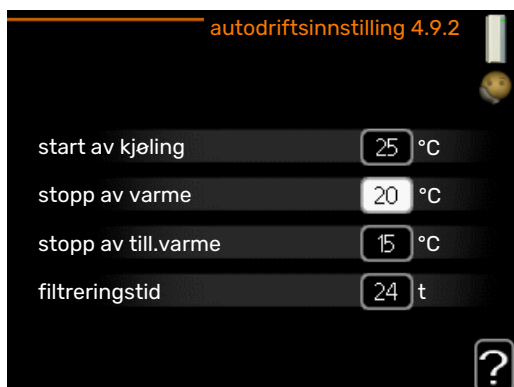 autodriftsinnstilling 4.9.2
start av kjøling 25 °C
stopp av varme 20 °C
stopp av till.varme 15 °C
filtreringstid 24 t
?